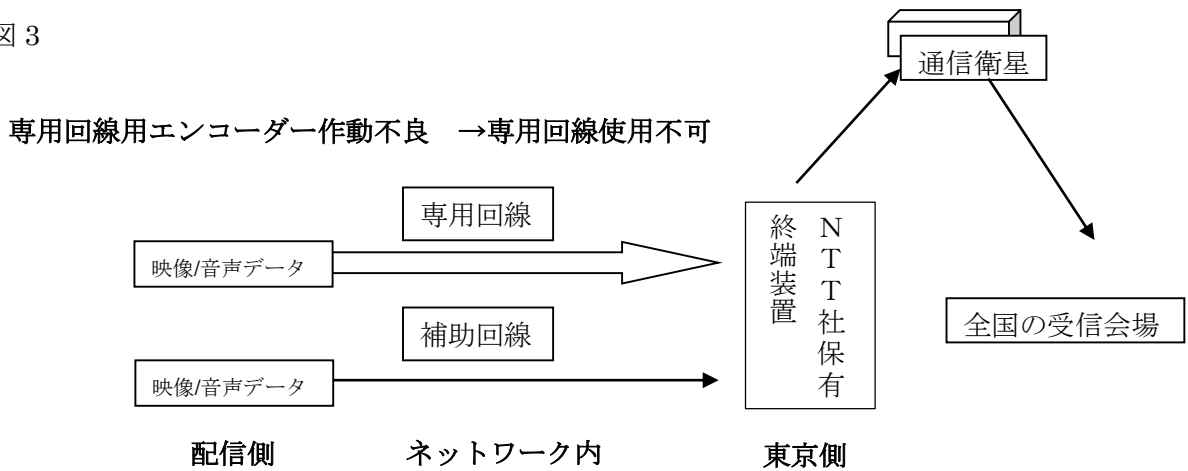 図 3
通信衛星
専用回線用エンコーダー作動不良 →専用回線使用不可
専用回線
映像/音声データ
補助回線
映像/音声データ
NTT社保有
終端装置
全国の受信会場
配信側
ネットワーク内
東京側